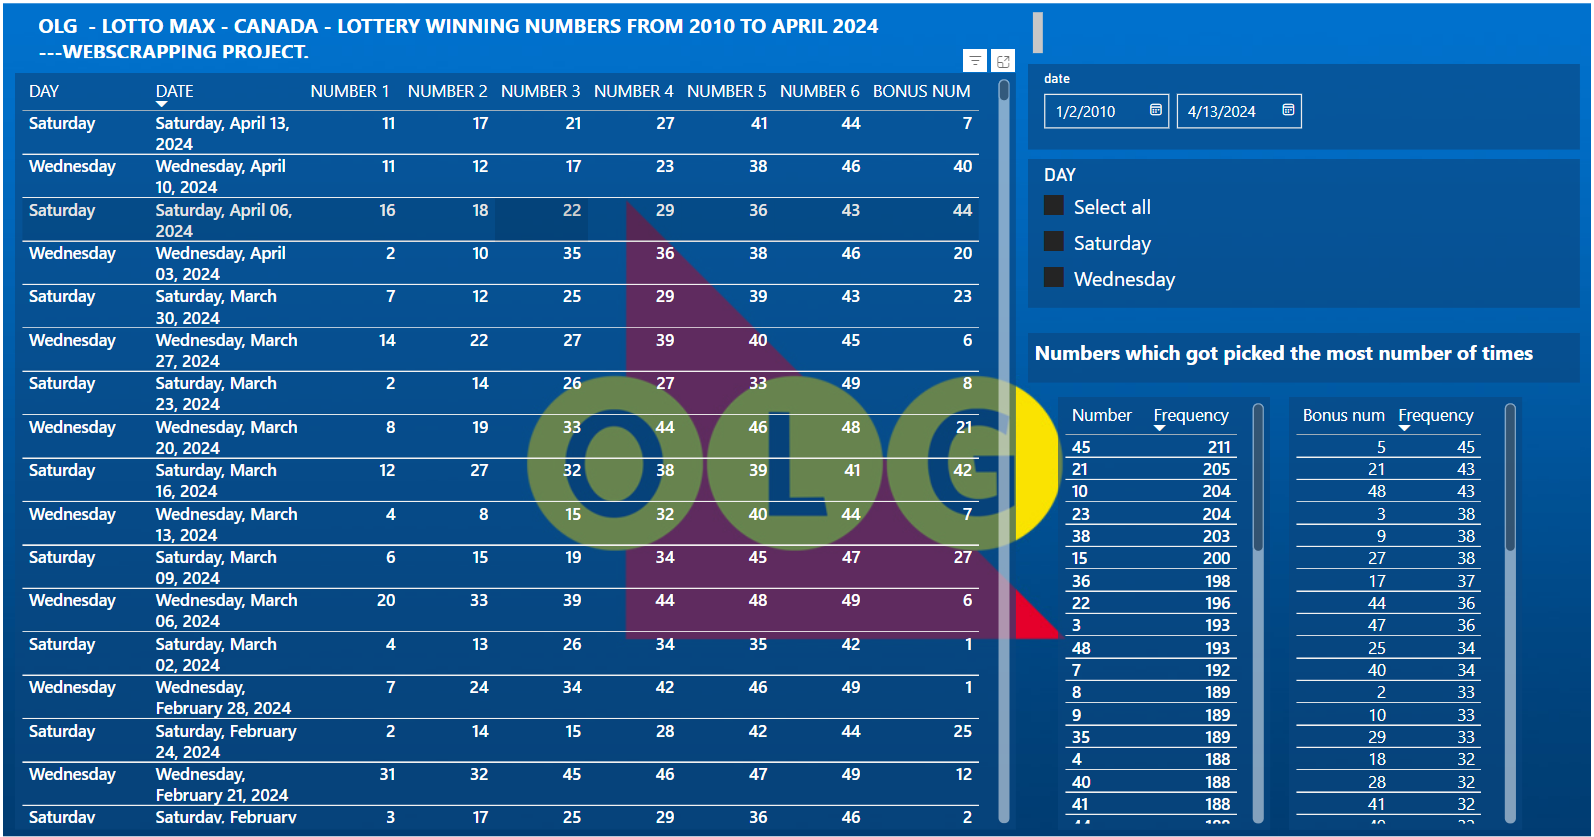 OLG - LOTTO MAX - CANADA - LOTTERY WINNING NUMBERS FROM 2010 TO APRIL 2024
---WEBSCRAPPING PROJECT.
DAY DATE NUMBER 1 NUMBER 2 NUMBER 3 NUMBER 4 NUMBER 5 NUMBER 6 BONUS NUM
Saturday Saturday, April 13, 11 17 21 27 41 44 7
2024
Wednesday Wednesday, April 11 12 17 23 38 46 40
10, 2024
Saturday Saturday, April 06, 16 18 22 29 36 43 44
2024
Wednesday Wednesday, April 2 10 35 36 38 46 20
03, 2024
Saturday Saturday, March 7 12 25 29 39 43 23
30, 2024
Wednesday Wednesday, March 14 22 27 39 40 45 6
27, 2024
Saturday Saturday, March 2 14 26 27 33 49 8
23, 2024
Wednesday Wednesday, March 8 19 33 44 46 48 21
20, 2024
Saturday Saturday, March 12 27 32 38 39 41 42
16, 2024
Wednesday Wednesday, March 4 8 15 32 40 44 7
13, 2024
Saturday Saturday, March 6 15 19 34 45 47 27
09, 2024
Wednesday Wednesday, March 20 33 39 44 48 49 6
06, 2024
Saturday Saturday, March 4 13 26 34 35 42 1
02, 2024
Wednesday Wednesday, 7 24 34 42 46 49 1
February 28, 2024
Saturday Saturday, February 2 14 15 28 42 44 25
24, 2024
Wednesday Wednesday, 31 32 45 46 47 49 12
February 21, 2024
Saturday Saturday, February 3 17 25 29 36 46 2
OLG
date
1/2/2010 4/13/2024
DAY
Select all
Saturday
Wednesday
Numbers which got picked the most number of times
Number Frequency
45 211
21 205
10 204
23 204
38 203
15 200
36 198
22 196
3 193
48 193
7 192
8 189
9 189
35 189
4 188
40 188
41 188
44 188
Bonus num Frequency
5 45
21 43
48 43
3 38
9 38
27 38
17 37
44 36
47 36
25 34
40 34
2 33
10 33
29 33
18 32
28 32
41 32